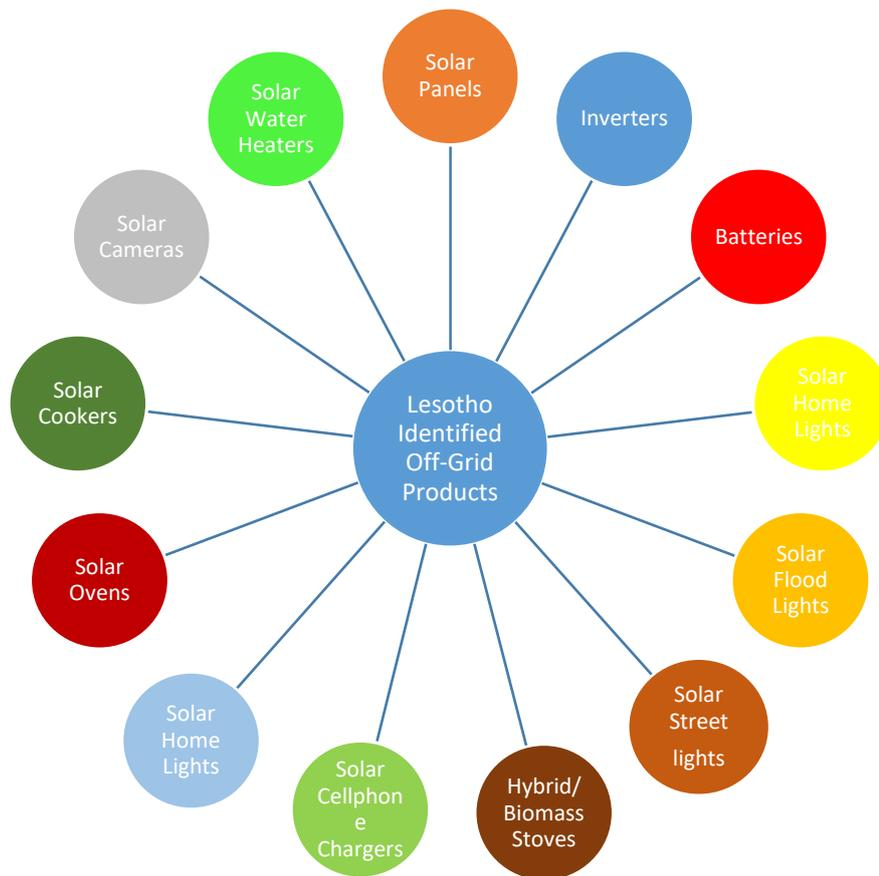 Solar
Panels
Inverters
Batteries
Solar
Home
Lights
Solar
Flood
Lights
Solar
Street
lights
Hybrid/
Biomass
Stoves
Solar
Cellphon
e
Chargers
Solar
Home
Lights
Solar
Ovens
Solar
Cookers
Solar
Cameras
Solar
Water
Heaters
Lesotho
Identified
Off-Grid
Products